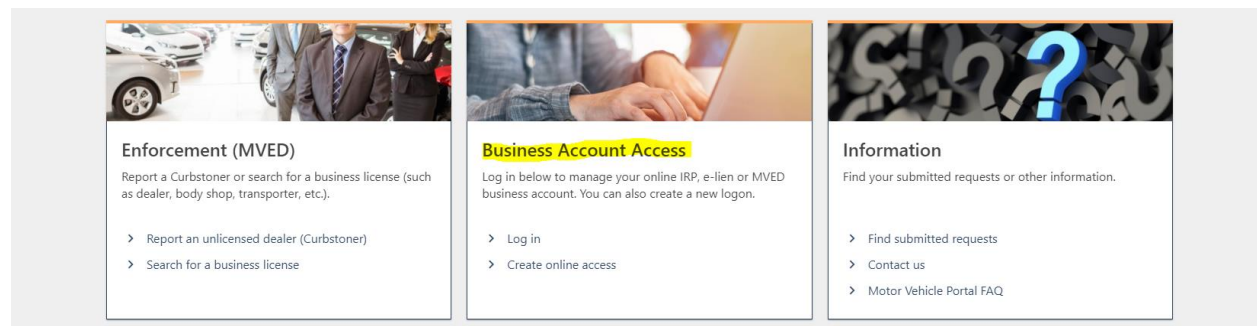 Enforcement (MVED)
Report a Curbstoner or search for a business license (such
as dealer, body shop, transporter, etc.).
Report an unlicensed dealer (Curbstoner)
Search for a business license
Business Account Access
Log in below to manage your online IRP, e-lien or MVED
business account. You can also create a new logon.
Log in
Create online access
Information
Find your submitted requests or other information.
Find submitted requests
Contact us
Motor Vehicle Portal FAQ